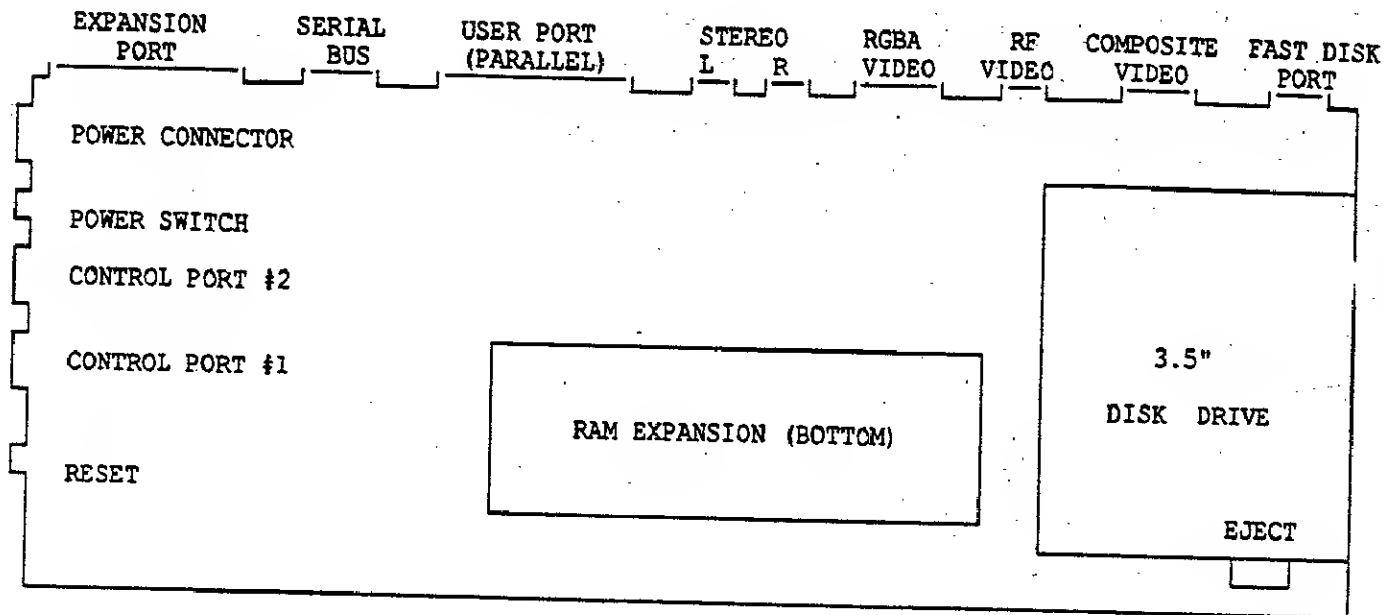 EXPANSION PORT
SERIAL BUS
USER PORT (PARALLEL)
STEREO
L R
RGBA VIDEO
RF VIDEO
COMPOSITE VIDEO
FAST DISK PORT
POWER CONNECTOR
POWER SWITCH
CONTROL PORT #2
CONTROL PORT #1
RESET
RAM EXPANSION (BOTTOM)
3.5"
DISK DRIVE
EJECT